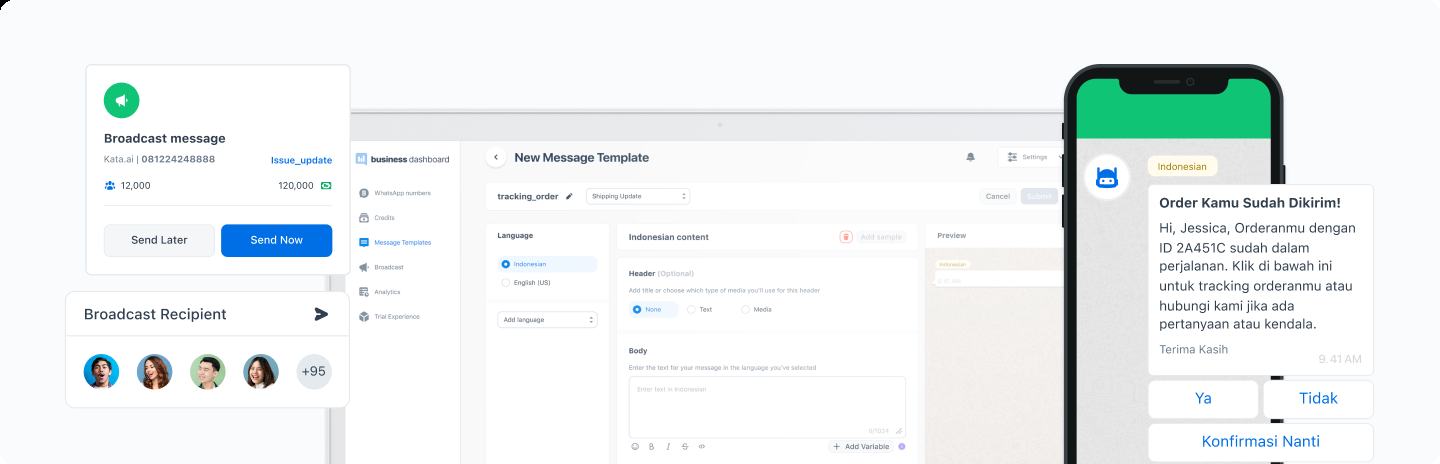 Broadcast message
Kata.ai | 081224248888
Issue_update
12,000
120,000
Send Later
Send Now
Broadcast Recipient
+95
business dashboard
WhatsApp numbers
Credits
Message Templates
Broadcast
Analytics
Trial Experience
New Message Template
Settings
tracking_order
Shipping Update
Cancel
Submit
Language
Indonesian
English (US)
Add language
Indonesian content
Add sample
Header (Optional)
Add title or choose which type of media you'll use for this header
None
Text
Media
Body
Enter the text for your message in the language you've selected
Enter text in Indonesian
0/1024
B I S
+ Add Variable
Preview
Indonesian
9.41 AM
Indonesian
Order Kamu Sudah Dikirim!
Hi, Jessica, Orderanmu dengan
ID 2A451C sudah dalam
perjalanan. Klik di bawah ini
untuk tracking orderanmu atau
hubungi kami jika ada
pertanyaan atau kendala.
Terima Kasih
9.41 AM
Ya
Tidak
Konfirmasi Nanti